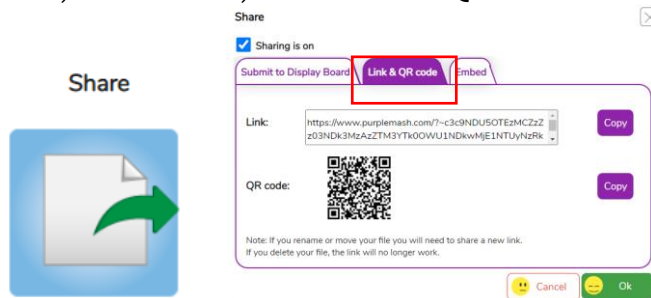 Share
Share
Sharing is on
Submit to Display Board
Link & QR code
Embed
Link:
https://www.purplemash.com/?~c3c9NDU5OTEzMCZzZ
z03NDk3MzAzZTM3YTk0OWU1NDkwMjE1NTUyNzRk
Copy
QR code:
Copy
Note: If you rename or move your file you will need to share a new link.
If you delete your file, the link will no longer work.
Cancel
Ok